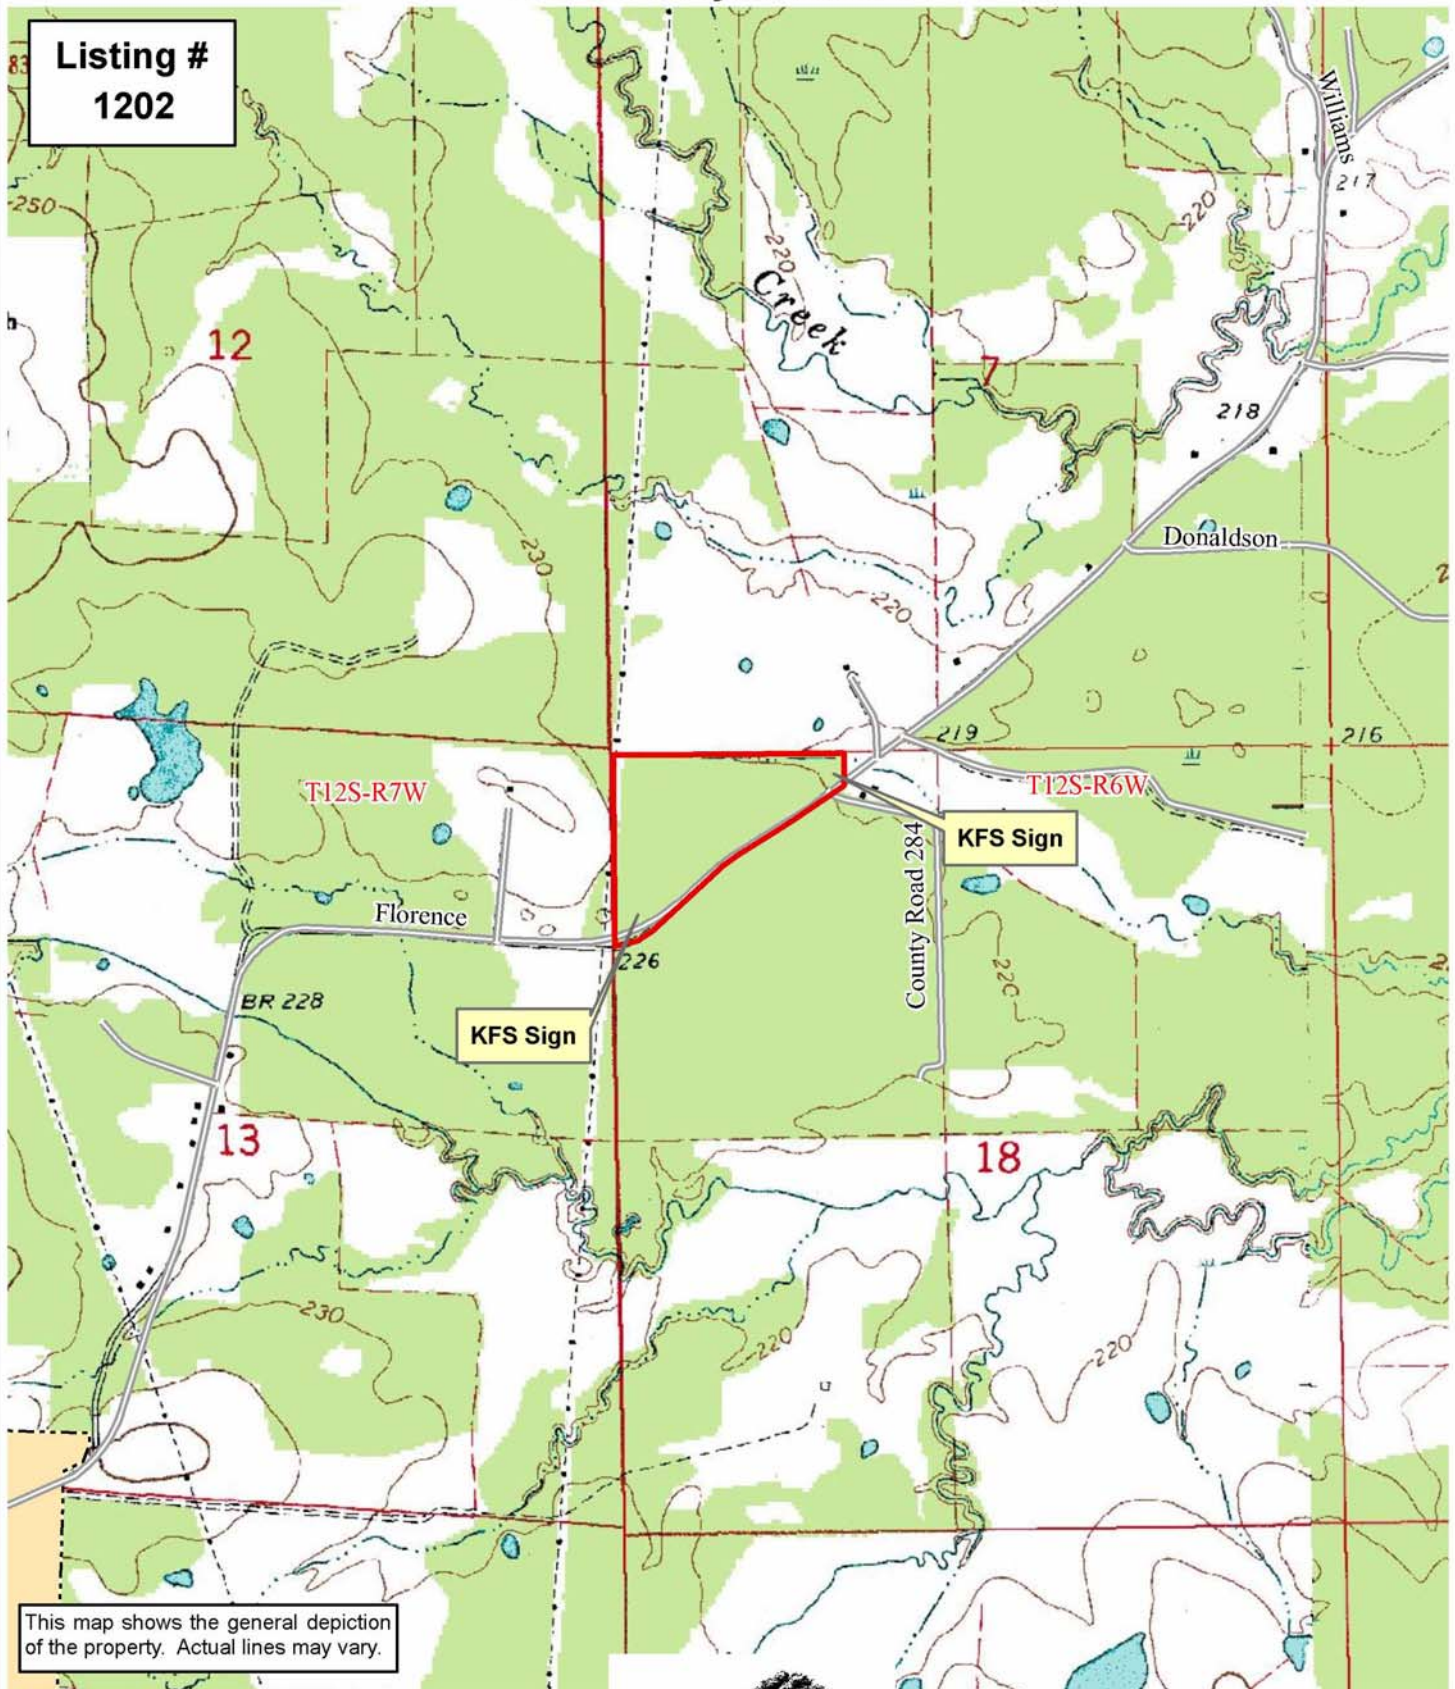 Listing #
1202
83
Williams
217
250
220
220
Creek
12
7
218
Donaldson
230
220
219
216
T12S-R7W
T12S-R6W
KFS Sign
County Road 284
Florence
226
220
BR 228
KFS Sign
13
18
230
220
220
This map shows the general depiction
of the property. Actual lines may vary.